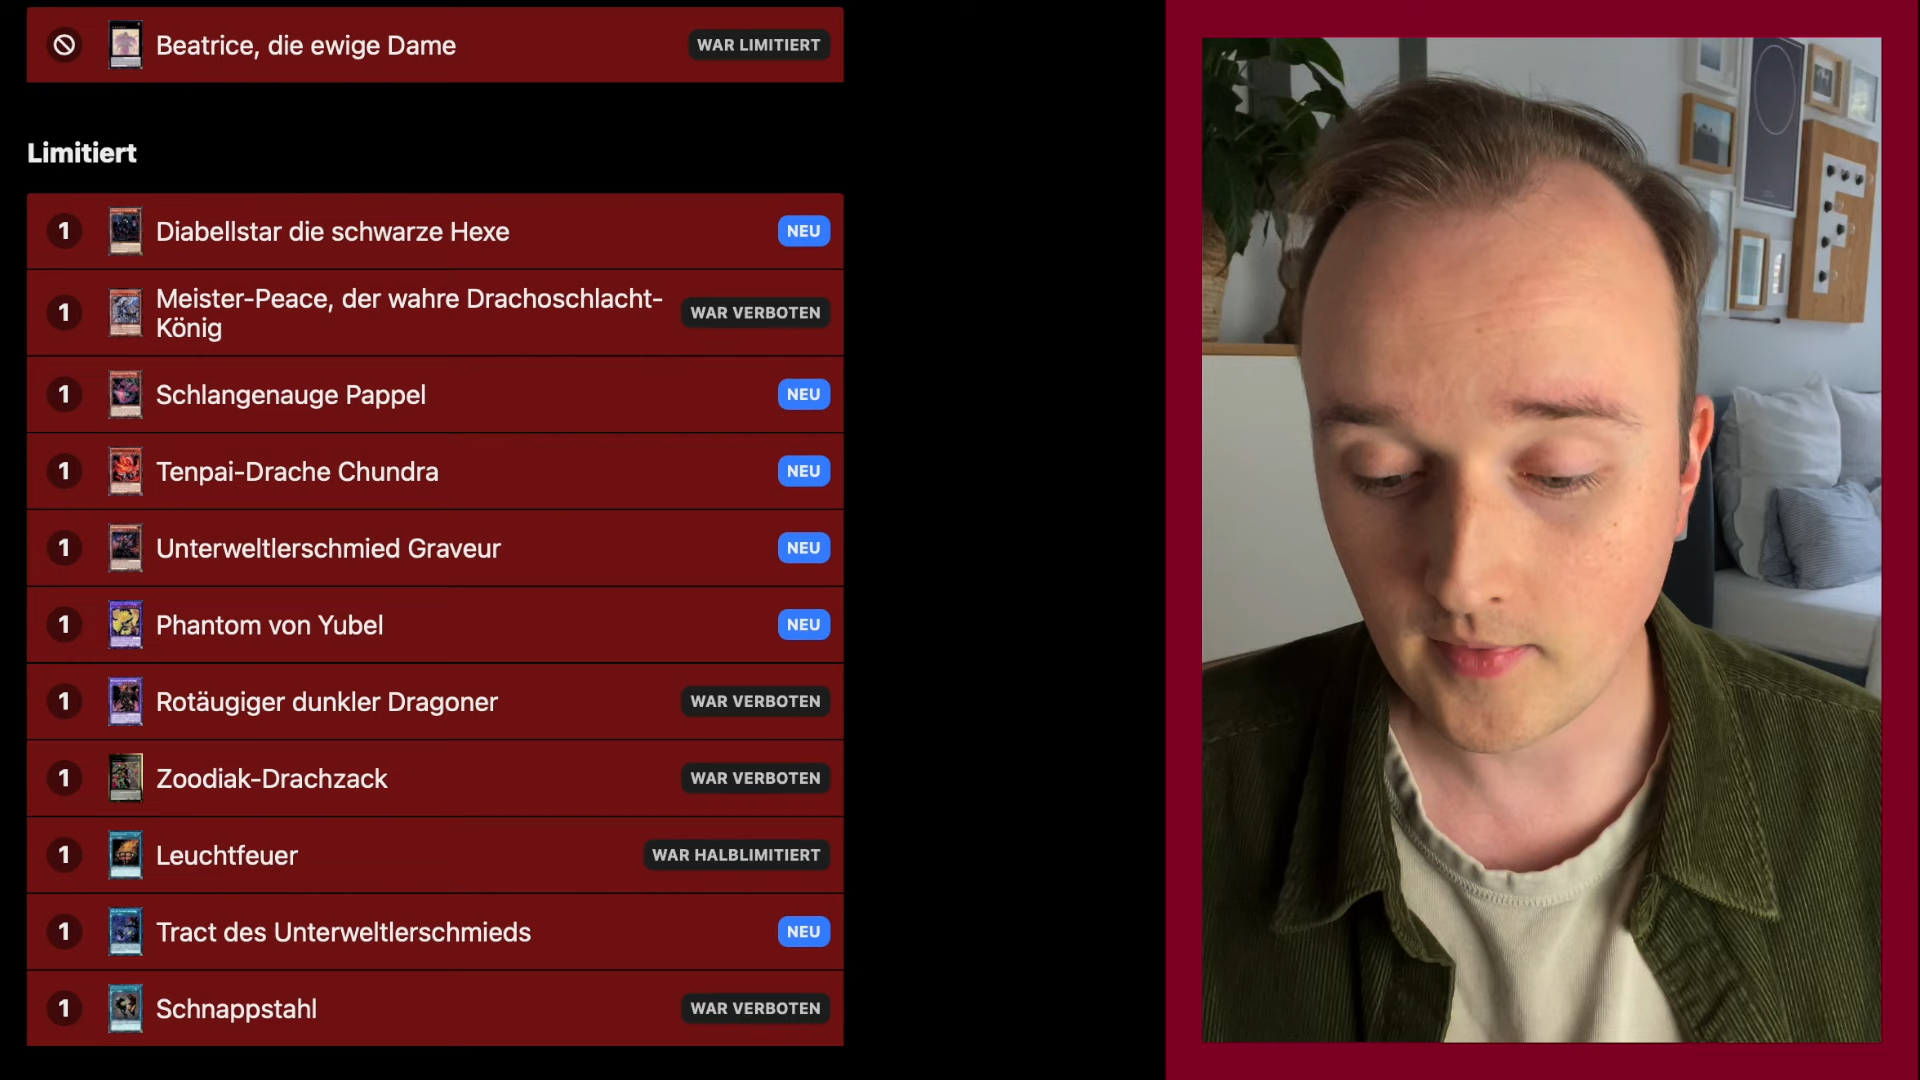 Beatrice, die ewige Dame
WAR LIMITIERT
Limitiert
1
Diabellstar die schwarze Hexe
NEU
1
Meister-Peace, der wahre Drachoschlacht-
König
WAR VERBOTEN
1
Schlangenauge Pappel
NEU
1
Tenpai-Drache Chundra
NEU
1
Unterweltlerschmied Graveur
NEU
1
Phantom von Yubel
NEU
1
Rotäugiger dunkler Dragoner
WAR VERBOTEN
1
Zoodiak-Drachzack
WAR VERBOTEN
1
Leuchtfeuer
WAR HALBLIMITIERT
1
Tract des Unterweltlerschmieds
NEU
1
Schnappstahl
WAR VERBOTEN